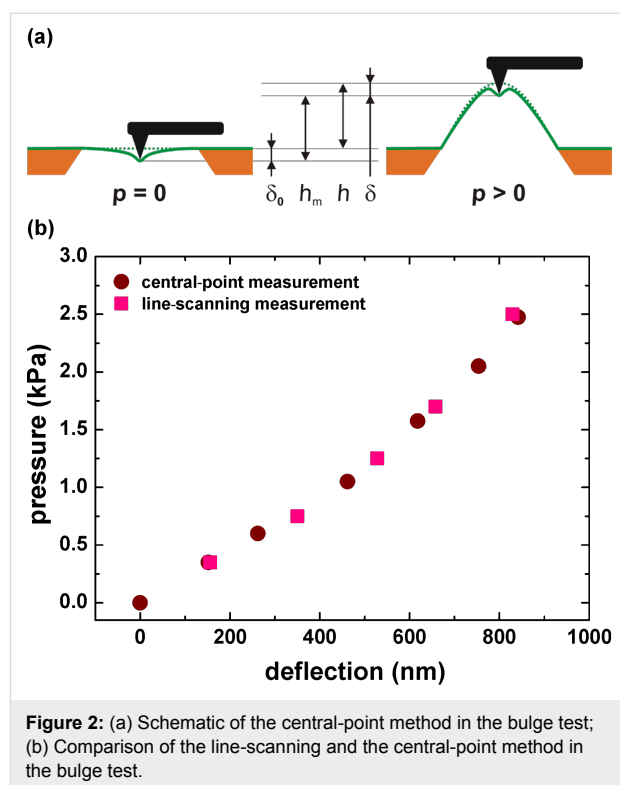 (a)
p = 0
δ₀ hₘ h δ
p > 0
(b)
3.0
central-point measurement
line-scanning measurement
2.5
2.0
1.5
1.0
0.5
0.0
pressure (kPa)
0 200 400 600 800 1000
deflection (nm)
Figure 2: (a) Schematic of the central-point method in the bulge test;
(b) Comparison of the line-scanning and the central-point method in
the bulge test.